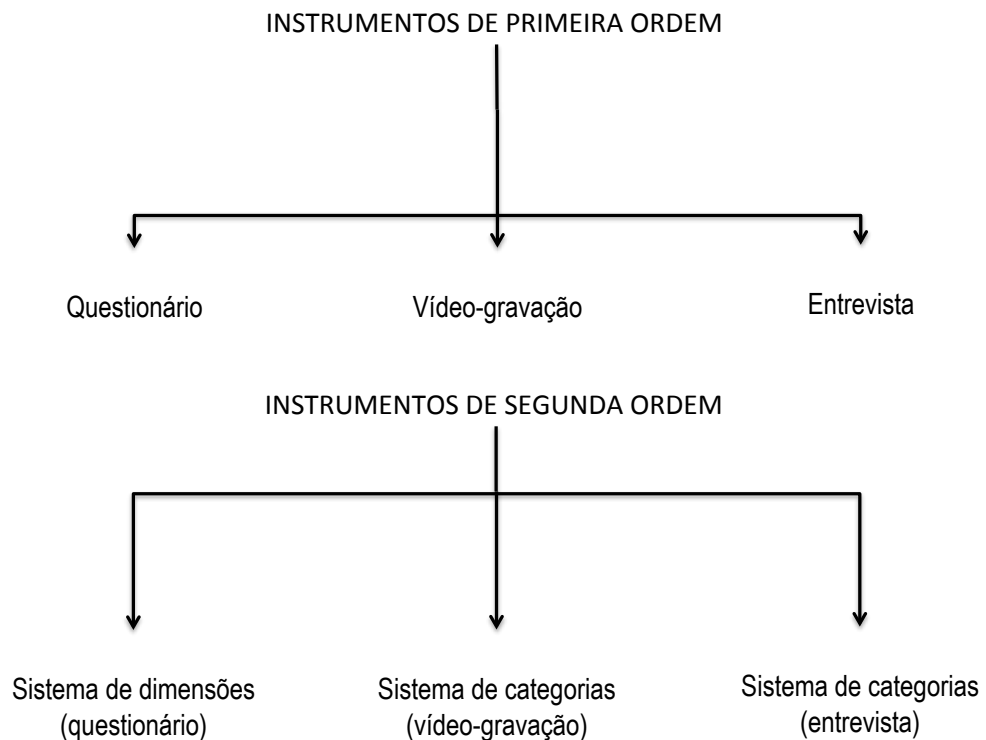 INSTRUMENTOS DE PRIMEIRA ORDEM
Questionário
Vídeo-gravação
Entrevista
INSTRUMENTOS DE SEGUNDA ORDEM
Sistema de dimensões
(questionário)
Sistema de categorias
(vídeo-gravação)
Sistema de categorias
(entrevista)